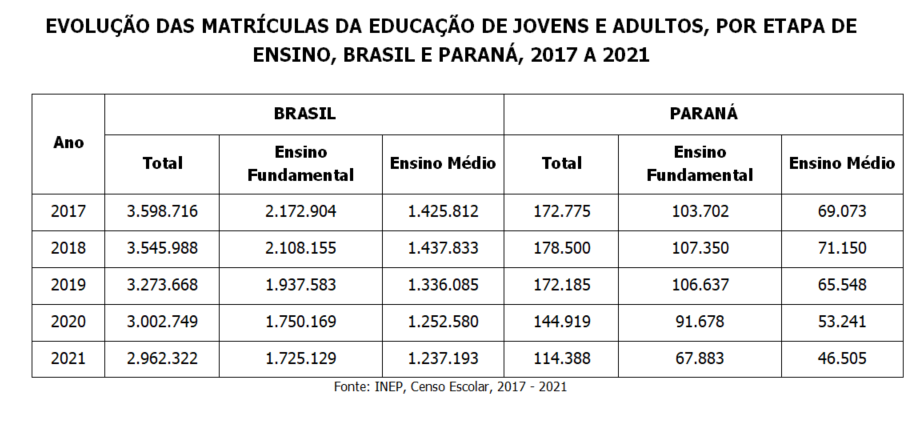 EVOLUÇÃO DAS MATRÍCULAS DA EDUCAÇÃO DE JOVENS E ADULTOS, POR ETAPA DE
ENSINO, BRASIL E PARANÁ, 2017 A 2021
Ano BRASIL PARANÁ
Total Ensino Fundamental Ensino Médio Total Ensino Fundamental Ensino Médio
2017 3.598.716 2.172.904 1.425.812 172.775 103.702 69.073
2018 3.545.988 2.108.155 1.437.833 178.500 107.350 71.150
2019 3.273.668 1.937.583 1.336.085 172.185 106.637 65.548
2020 3.002.749 1.750.169 1.252.580 144.919 91.678 53.241
2021 2.962.322 1.725.129 1.237.193 114.388 67.883 46.505
Fonte: INEP, Censo Escolar, 2017 - 2021